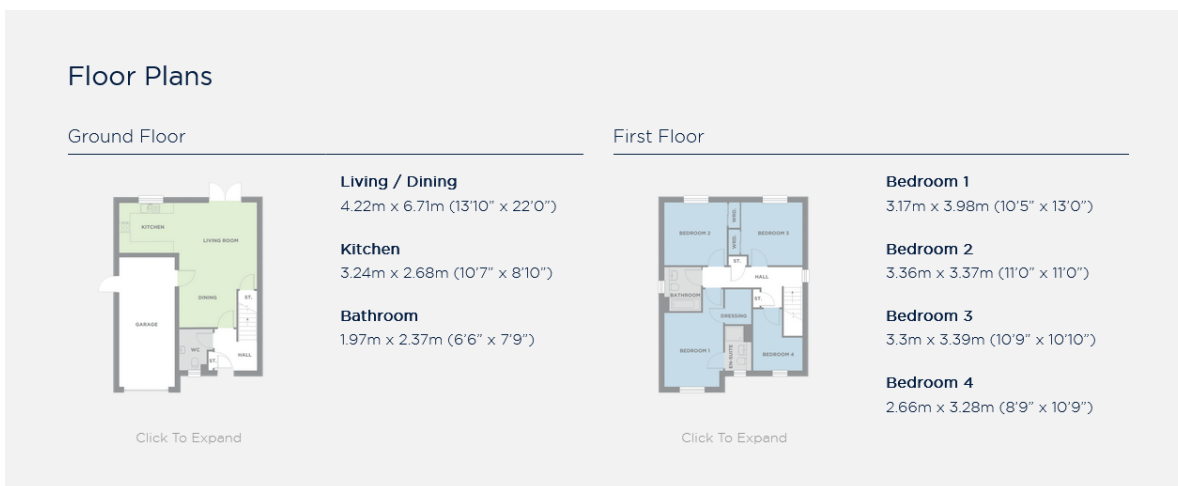 Floor Plans
Ground Floor
KITCHEN
LIVING ROOM
DINING
ST.
GARAGE
WC
ST.
HALL
Click To Expand
Living / Dining
4.22m x 6.71m (13'10” x 22'0”)
Kitchen
3.24m x 2.68m (10'7” x 8'10”)
Bathroom
1.97m x 2.37m (6'6” x 7'9”)
First Floor
BEDROOM 2
WRD.
BEDROOM 3
WRD.
ST.
HALL
BATHROOM
ST.
DRESSING
BEDROOM 1
EN-SUITE
BEDROOM 4
Click To Expand
Bedroom 1
3.17m x 3.98m (10'5” x 13'0”)
Bedroom 2
3.36m x 3.37m (11'0” x 11'0”)
Bedroom 3
3.3m x 3.39m (10'9” x 10'10”)
Bedroom 4
2.66m x 3.28m (8'9” x 10'9”)